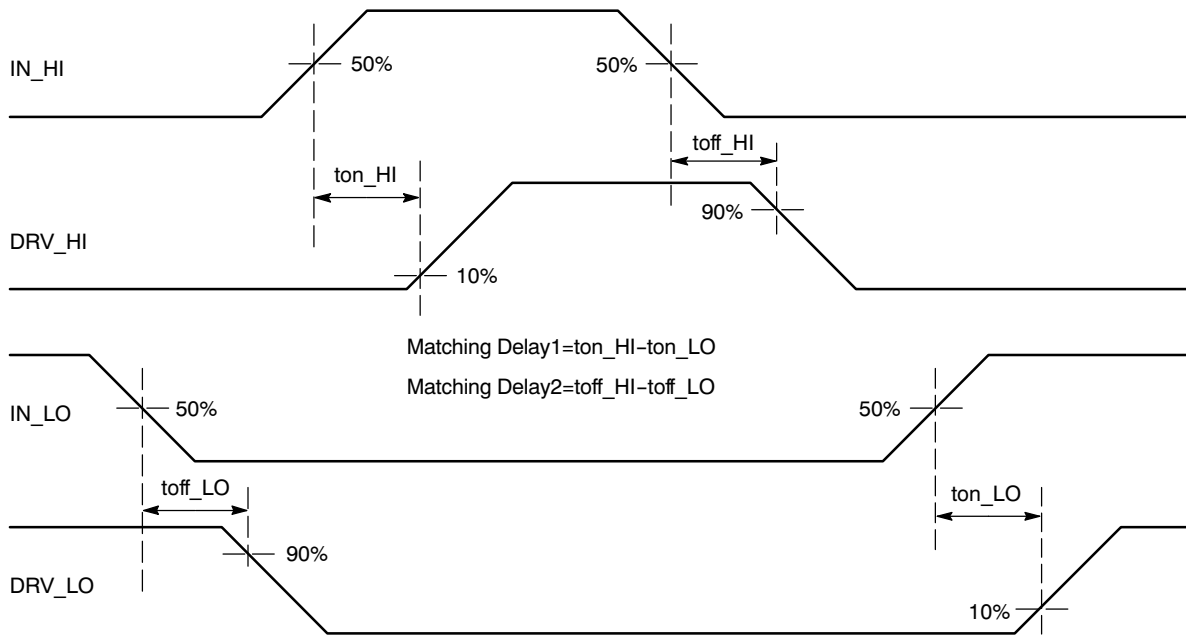 IN_HI
50%
50%
toff_HI
ton_HI
90%
DRV_HI
10%
Matching Delay1=ton_HI-ton_LO
Matching Delay2=toff_HI-toff_LO
IN_LO
50%
50%
toff_LO
ton_LO
90%
DRV_LO
10%